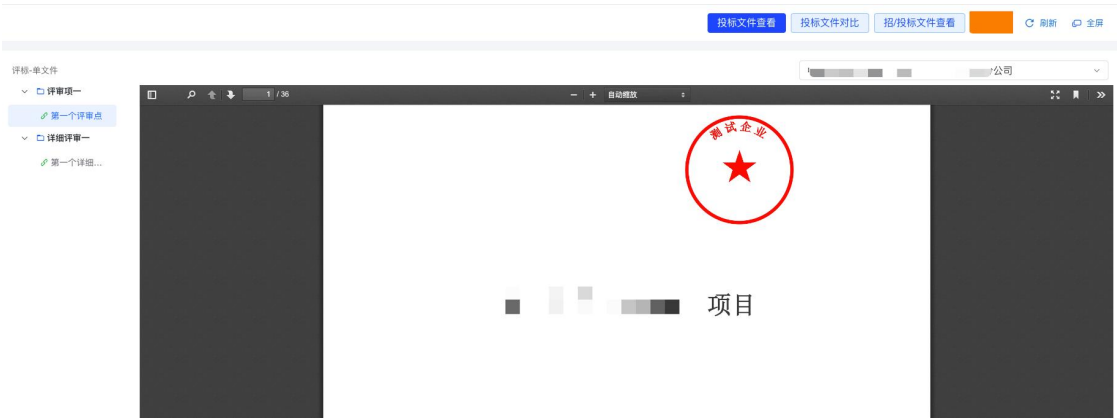 投标文件查看 投标文件对比 招/投标文件查看 刷新 全屏
评标-单文件
公司
评审项一
1 / 36 自动缩放
第一个评审点
详细评审一
第一个详细...
测试企业
项目